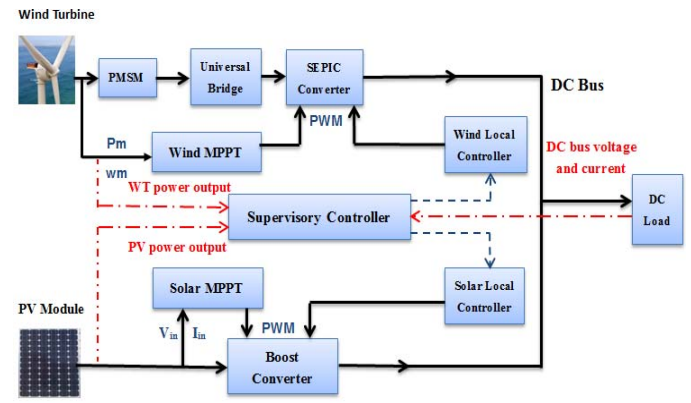 Wind Turbine
PMSM
Universal
Bridge
SEPIC
Converter
DC Bus
Pm
wm
Wind MPPT
PWM
Wind Local
Controller
DC bus voltage
and current
WT power output
Supervisory Controller
DC
Load
PV power output
Solar MPPT
Solar Local
Controller
PV Module
Vin Iin
PWM
Boost
Converter